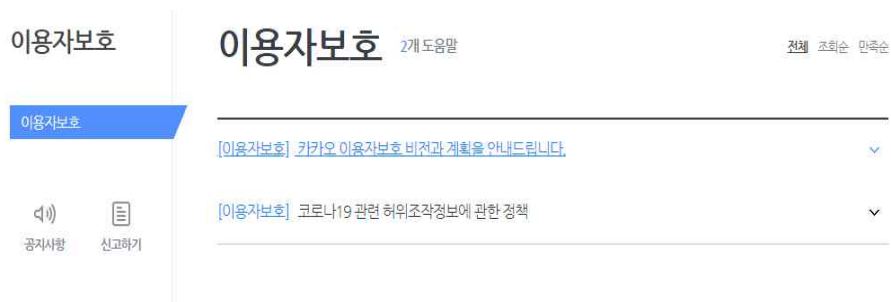 이용자보호
이용자보호
공지사항 신고하기
이용자보호 2개 도움말
전체 조회순 만족순
[이용자보호] 카카오 이용자보호 비전과 계획을 안내드립니다.
[이용자보호] 코로나19 관련 허위조작정보에 관한 정책